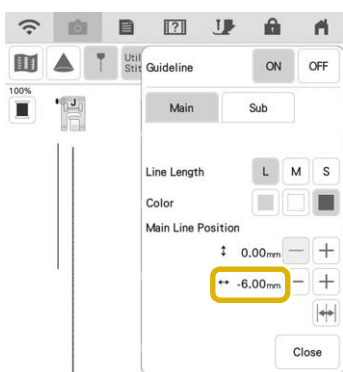 Util
Stit
Guideline ON OFF
100%
J
Main Sub
Line Length L M S
Color
Main Line Position
↕ 0.00mm − +
↔ -6.00mm − +
Close